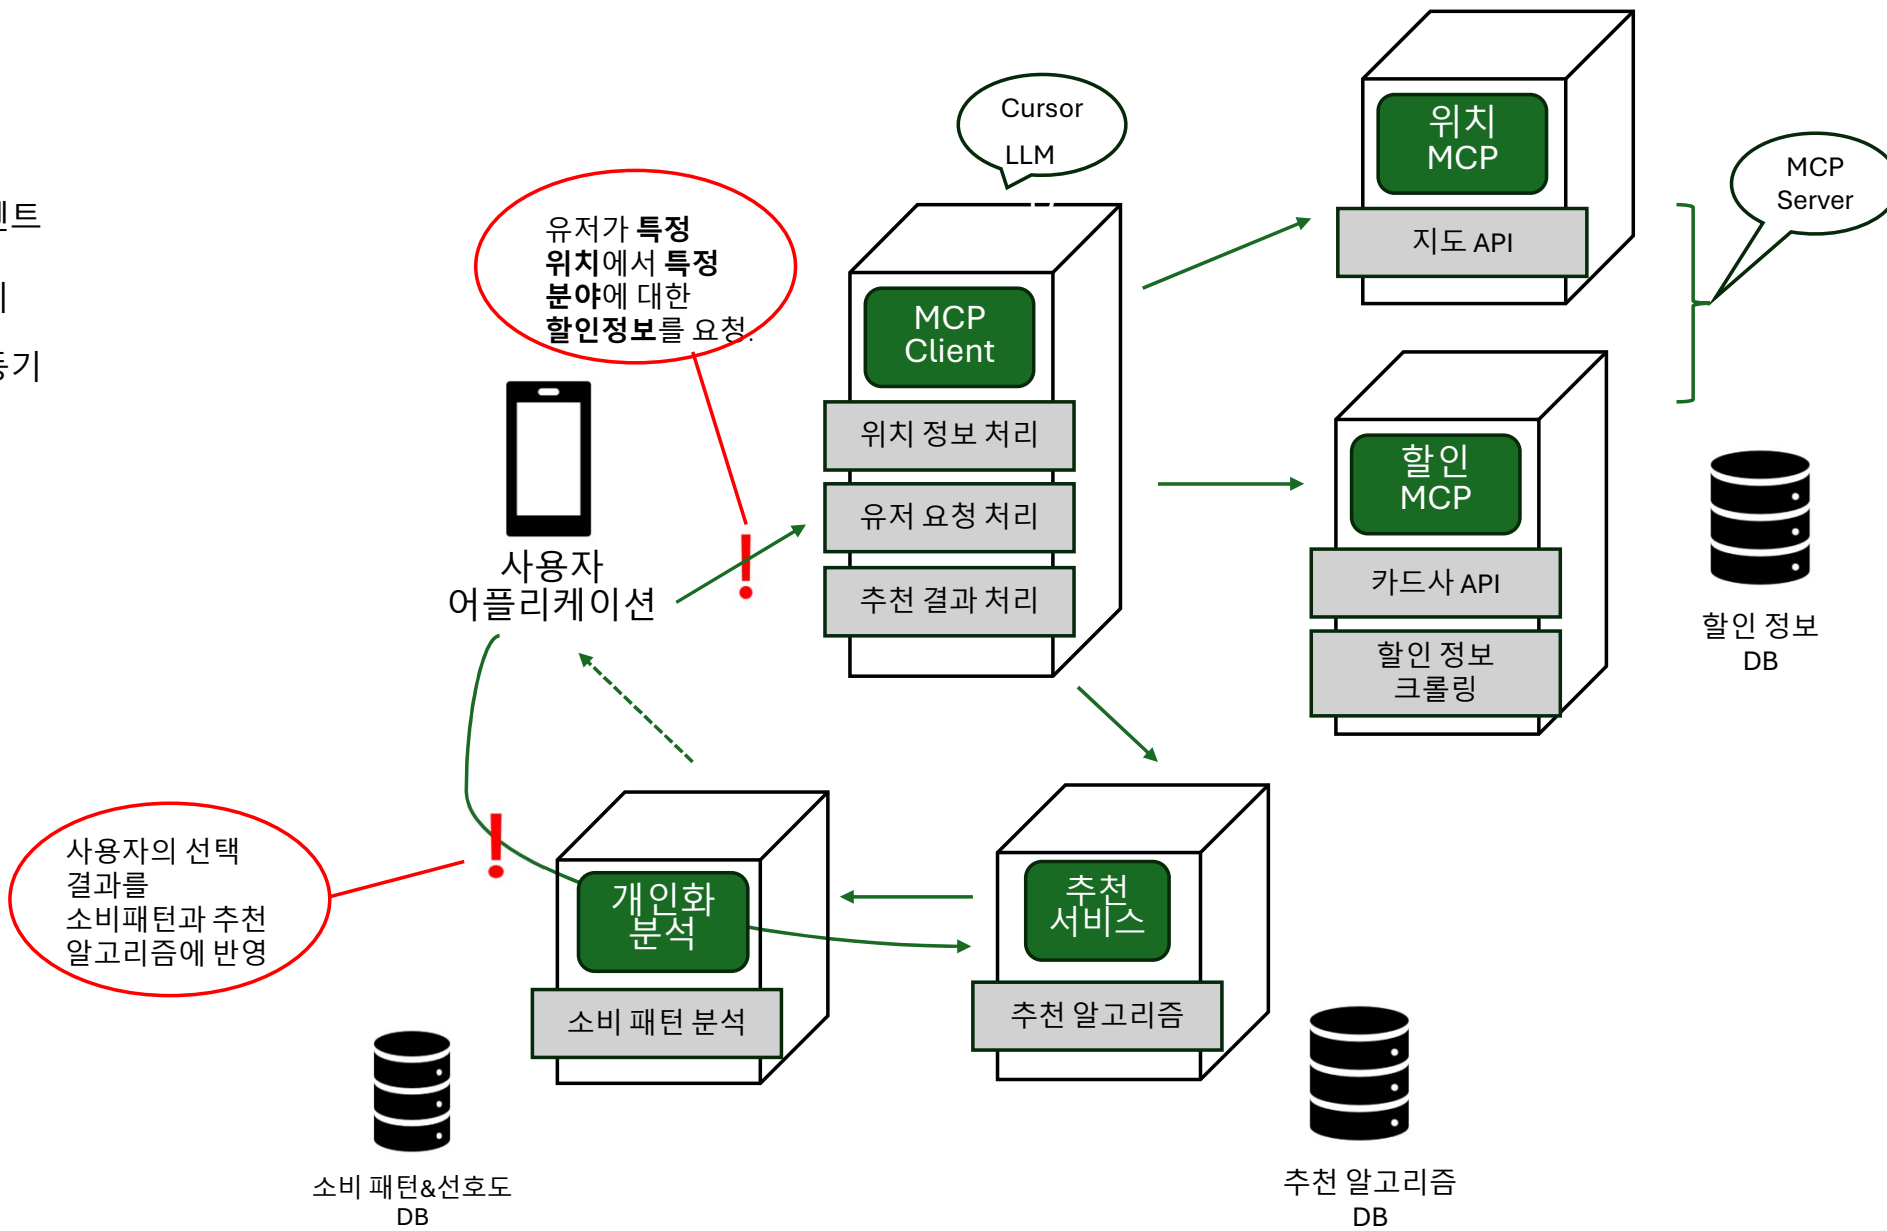 Cursor
LLM
위치
MCP
지도 API
MCP
Server
유저가 특정
위치에서 특정
분야에 대한
할인정보를 요청.
MCP
Client
위치 정보 처리
유저 요청 처리
추천 결과 처리
할인
MCP
카드사 API
할인 정보
크롤링
할인 정보
DB
사용자
어플리케이션
사용자의 선택
결과를
소비패턴과 추천
알고리즘에 반영
개인화
분석
소비 패턴 분석
추천
서비스
추천 알고리즘
소비 패턴&선호도
DB
추천 알고리즘
DB